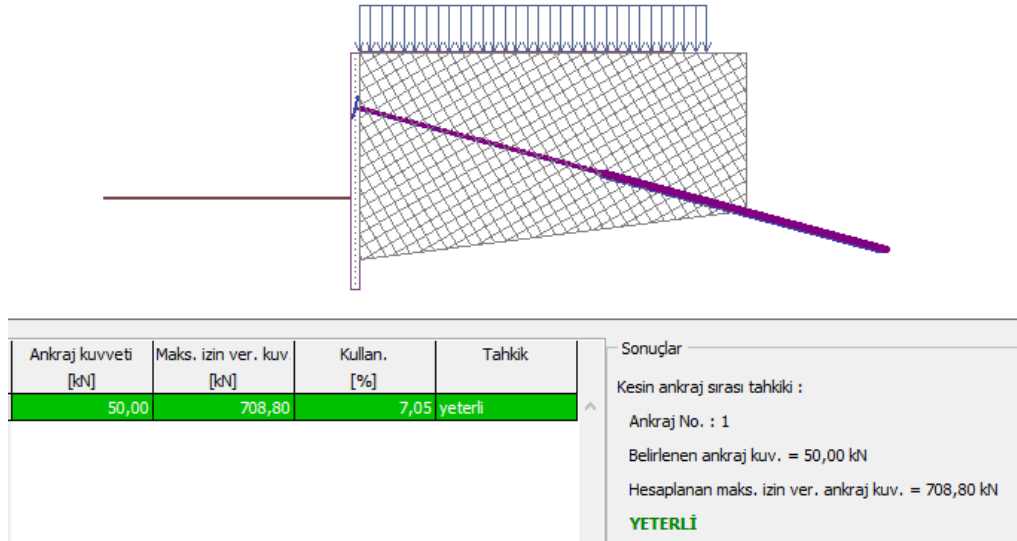 Ankraj kuvveti Maks. izin ver. kuv Kullan. Tahkik
[kN] [kN] [%]
50,00 708,80 7,05 yeterli
Sonuçlar
Kesin ankraj sırası tahkiki :
Ankraj No. : 1
Belirlenen ankraj kuv. = 50,00 kN
Hesaplanan maks. izin ver. ankraj kuv. = 708,80 kN
YETERLİ